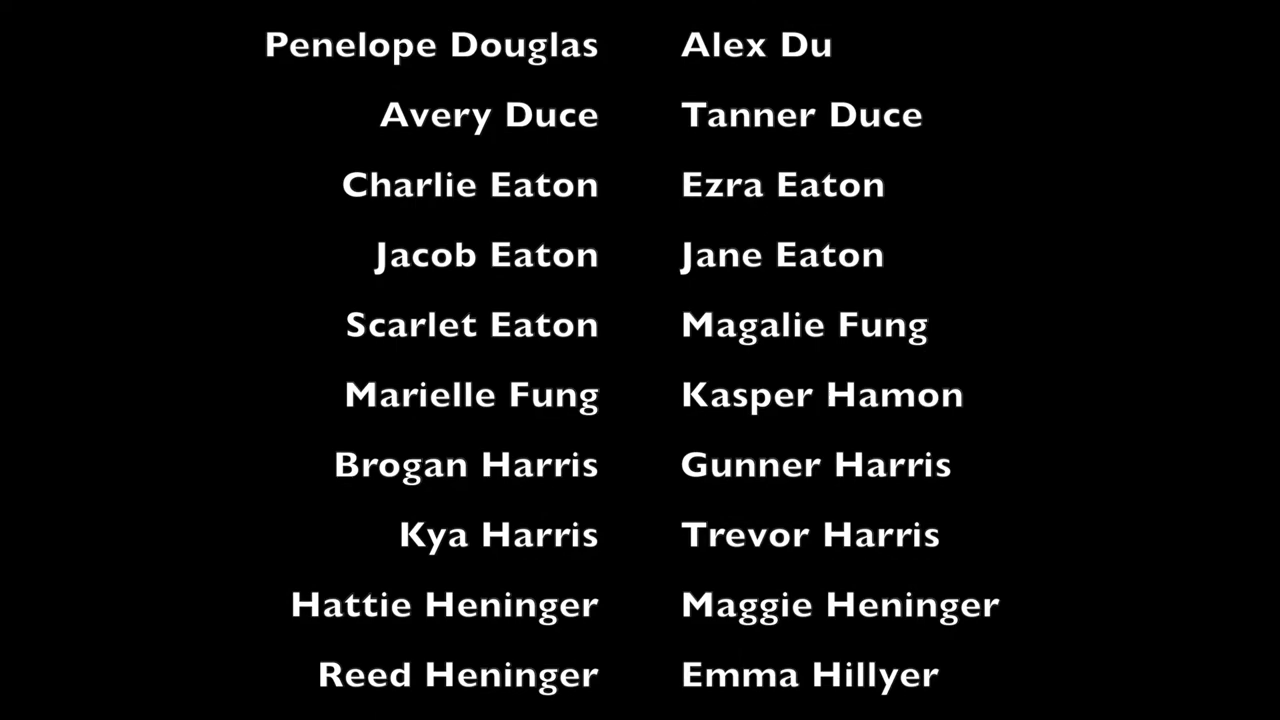 Penelope Douglas Alex Du
Avery Duce Tanner Duce
Charlie Eaton Ezra Eaton
Jacob Eaton Jane Eaton
Scarlet Eaton Magalie Fung
Marielle Fung Kasper Hamon
Brogan Harris Gunner Harris
Kya Harris Trevor Harris
Hattie Heninger Maggie Heninger
Reed Heninger Emma Hillyer